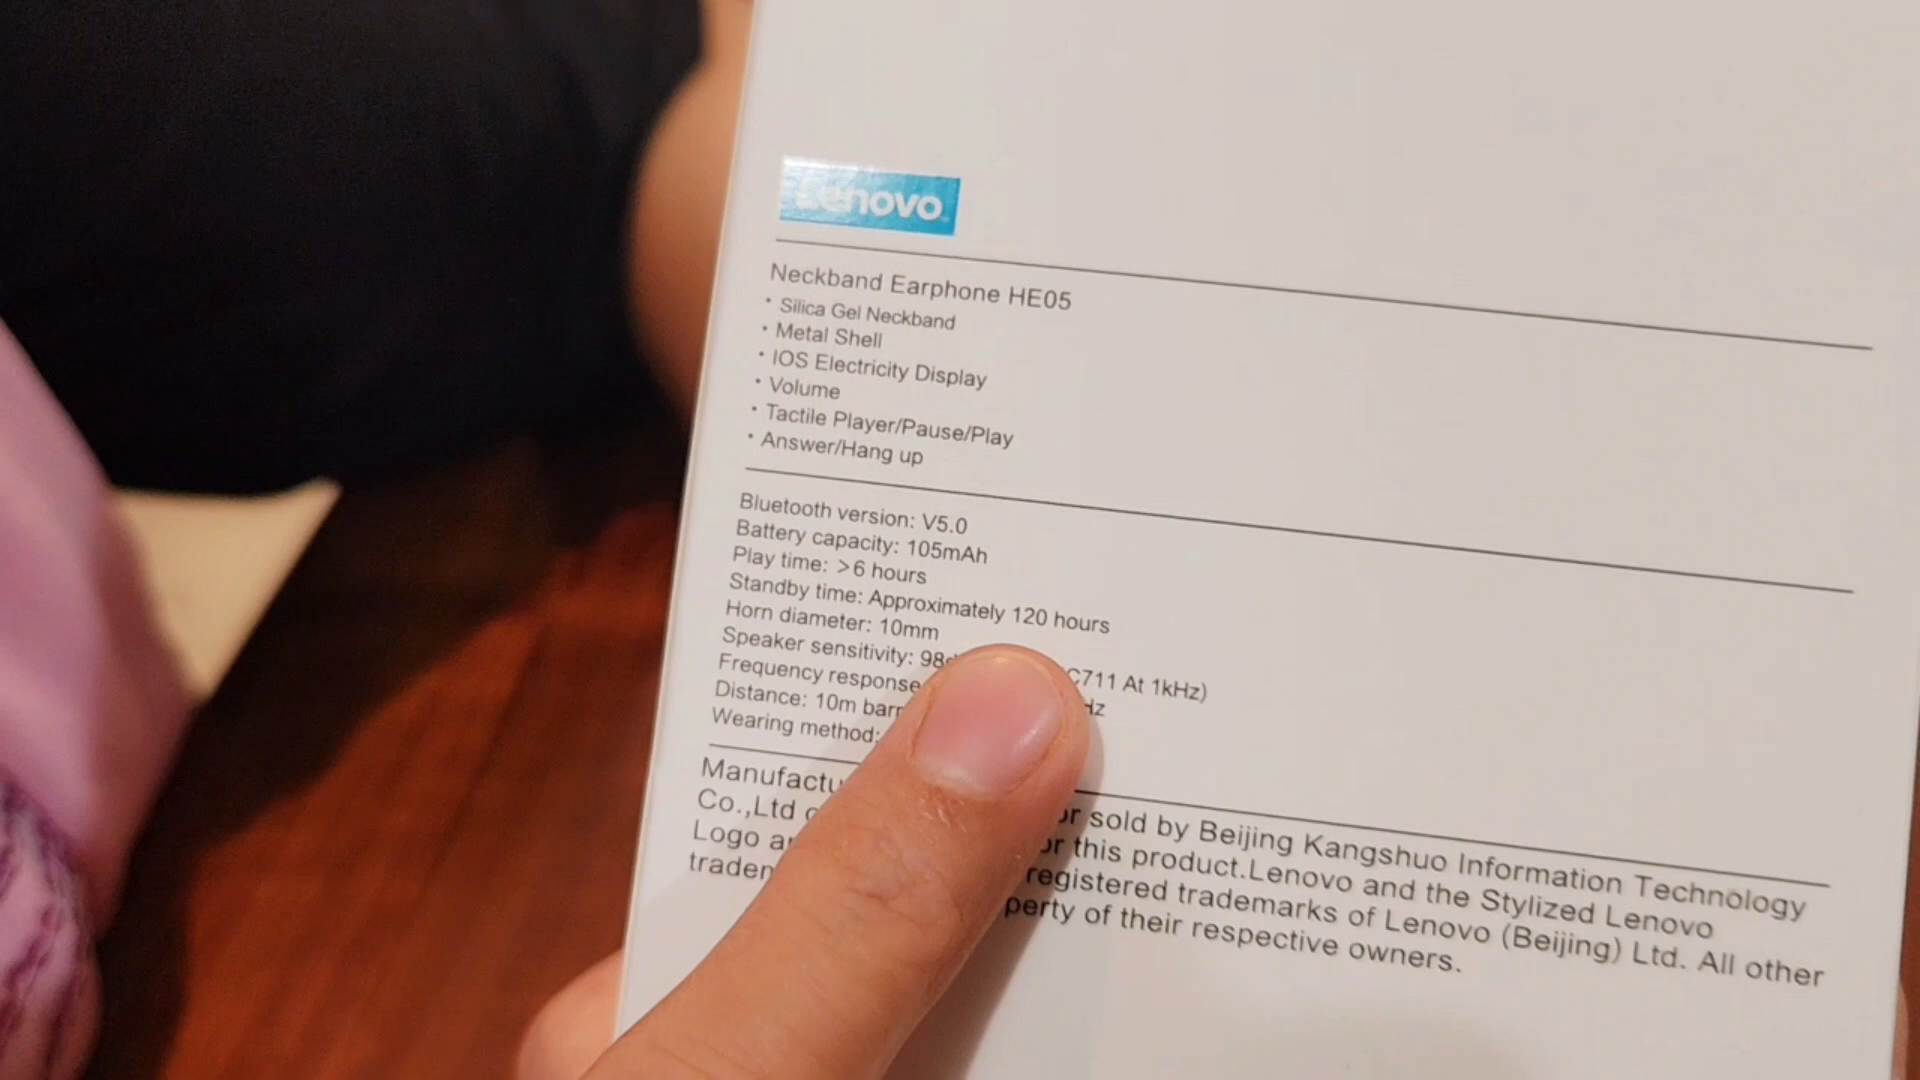 Lenovo
Neckband Earphone HE05
• Silica Gel Neckband
• Metal Shell
• IOS Electricity Display
• Volume
• Tactile Player/Pause/Play
• Answer/Hang up
Bluetooth version: V5.0
Battery capacity: 105mAh
Play time: >6 hours
Standby time: Approximately 120 hours
Horn diameter: 10mm
Speaker sensitivity: 98 C711 At 1kHz)
Frequency response Hz
Distance: 10m
Wearing method:
sold by Beijing Kangshuo Information Technology
Co.,Ltd this product.Lenovo and the Stylized Lenovo
Logo registered trademarks of Lenovo (Beijing) Ltd. All other
of their respective owners.